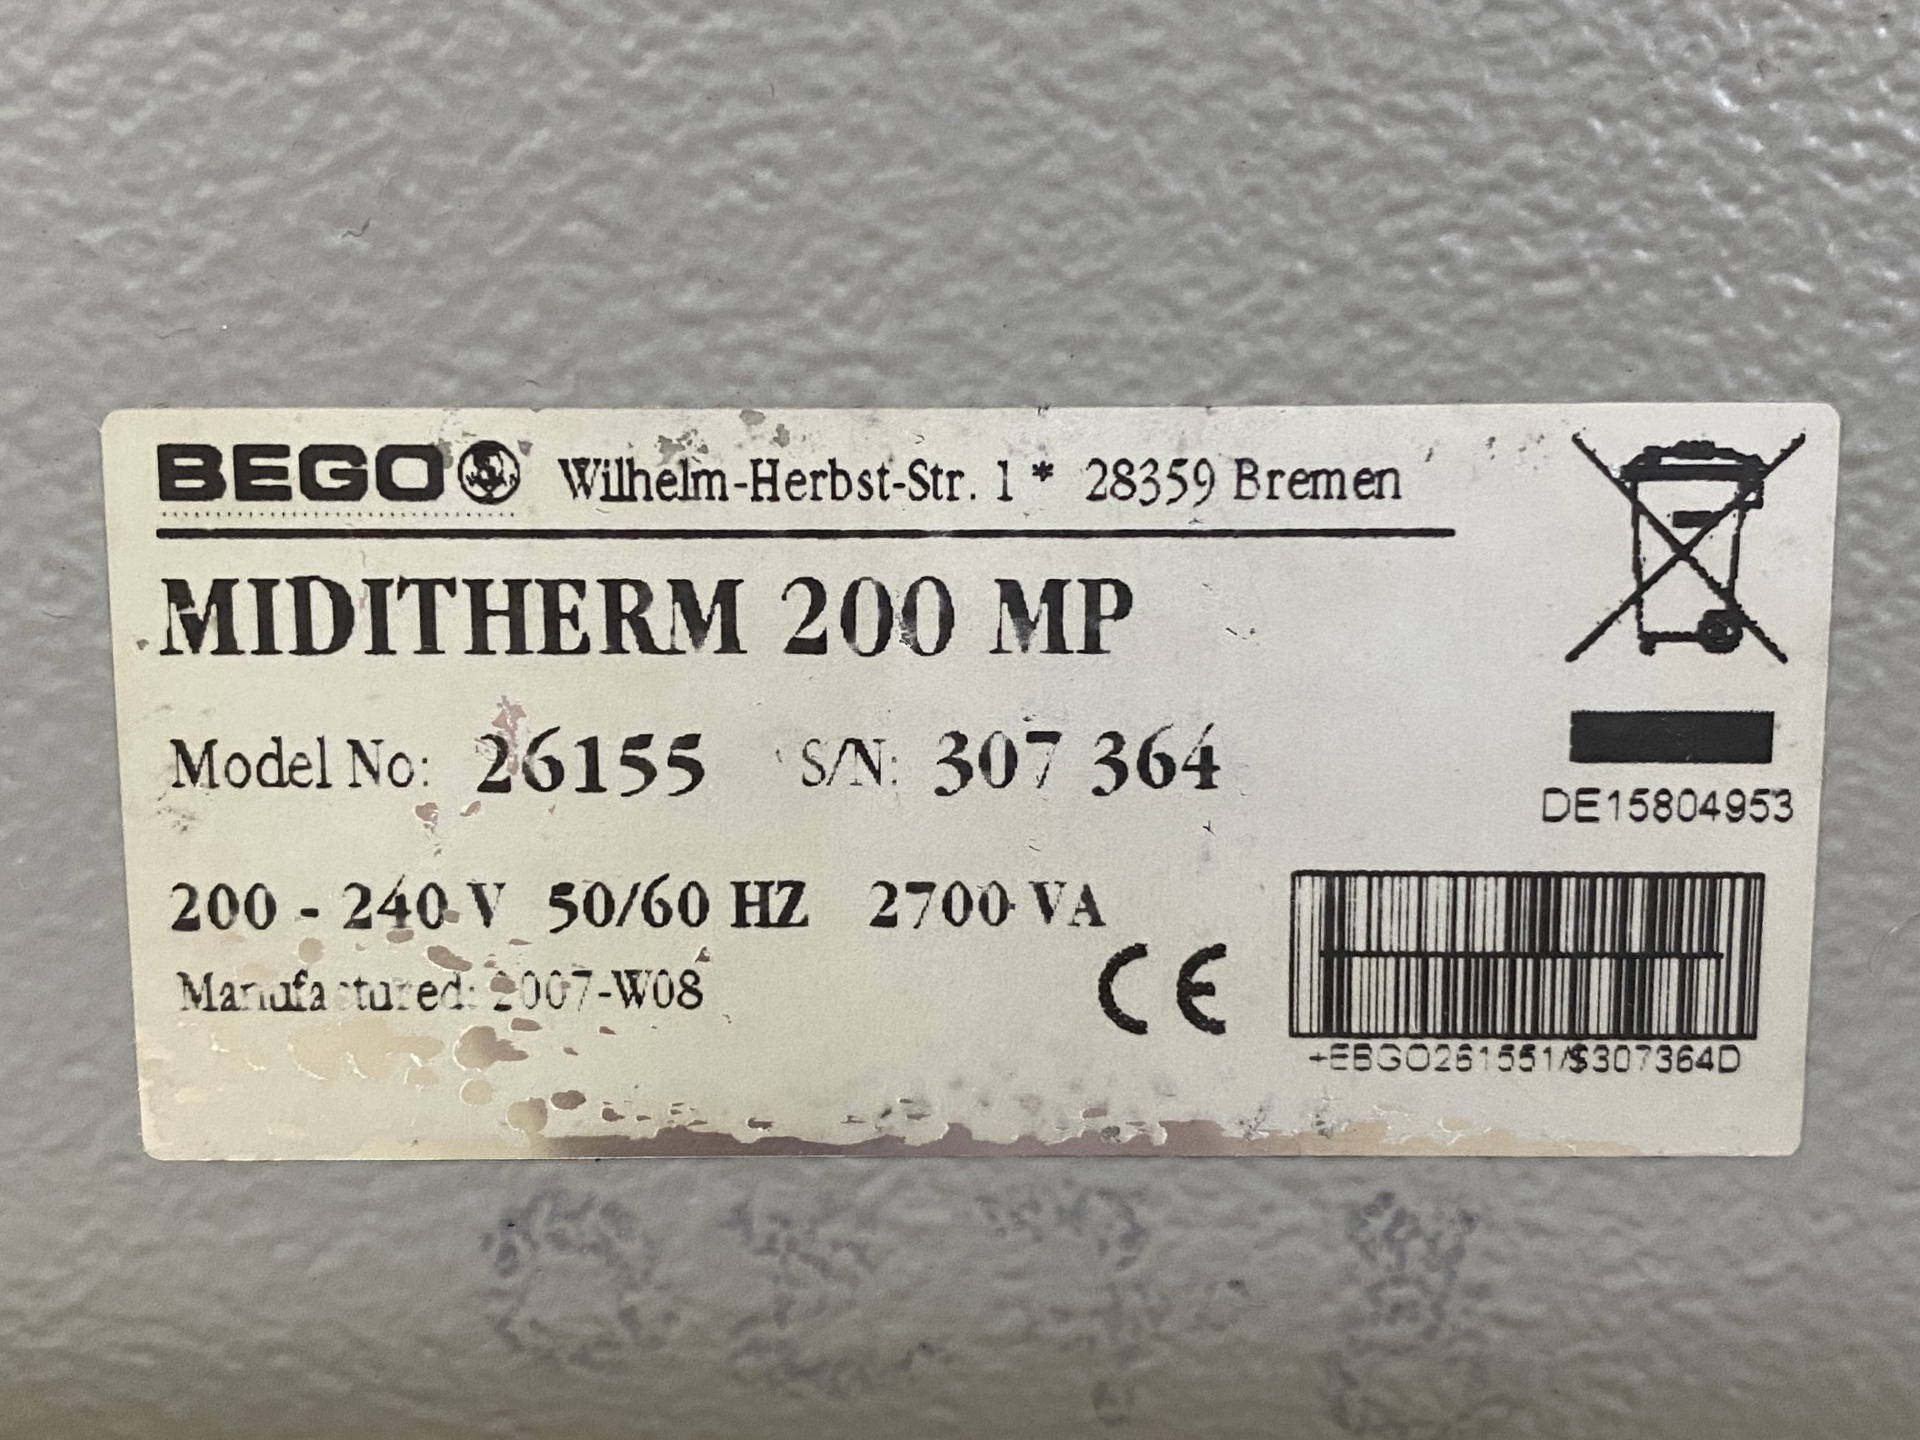 BEGO Wilhelm-Herbst-Str. 1 * 28359 Bremen
MIDITHERM 200 MP
Model No: 26155 S/N: 307 364
DE15804953
200 - 240 V 50/60 HZ 2700 VA
Manufactured: 2007-W08
CE
+EBGO261551/$307364D